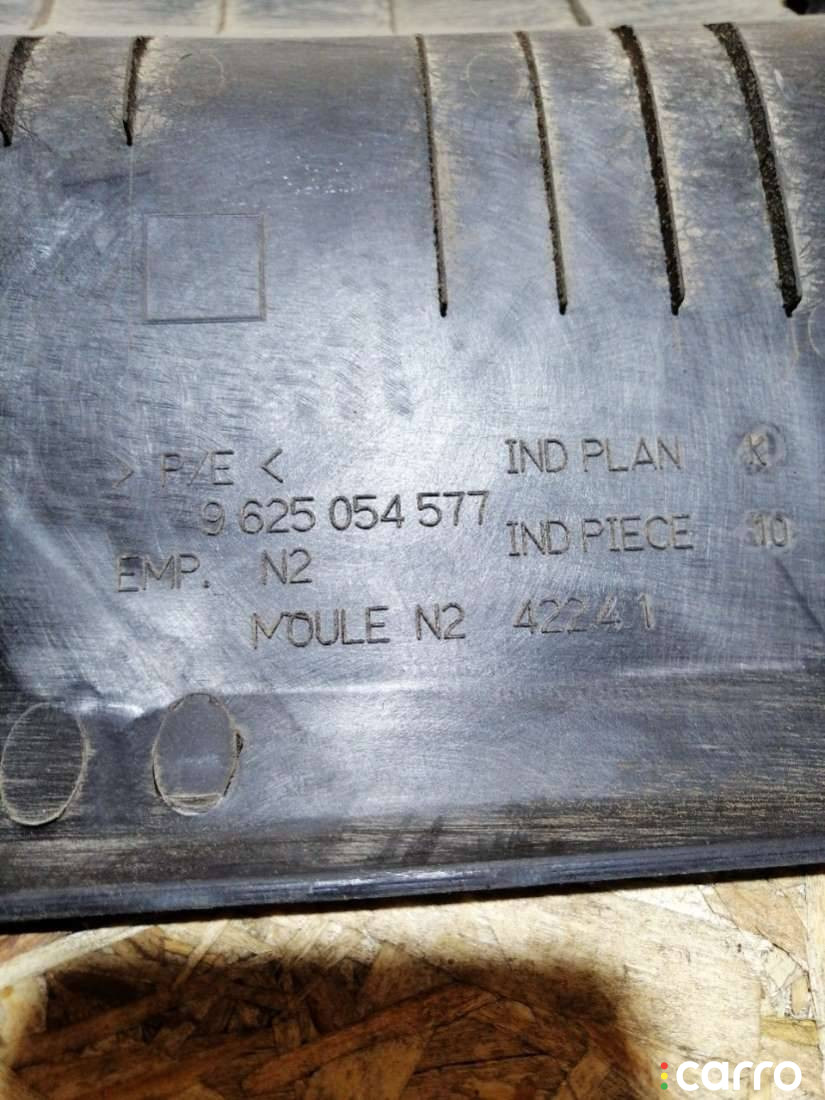 > P/E < IND PLAN K
9 625 054 577
IND PIECE 10
EMP. N2
MOULE N2 42241
carro